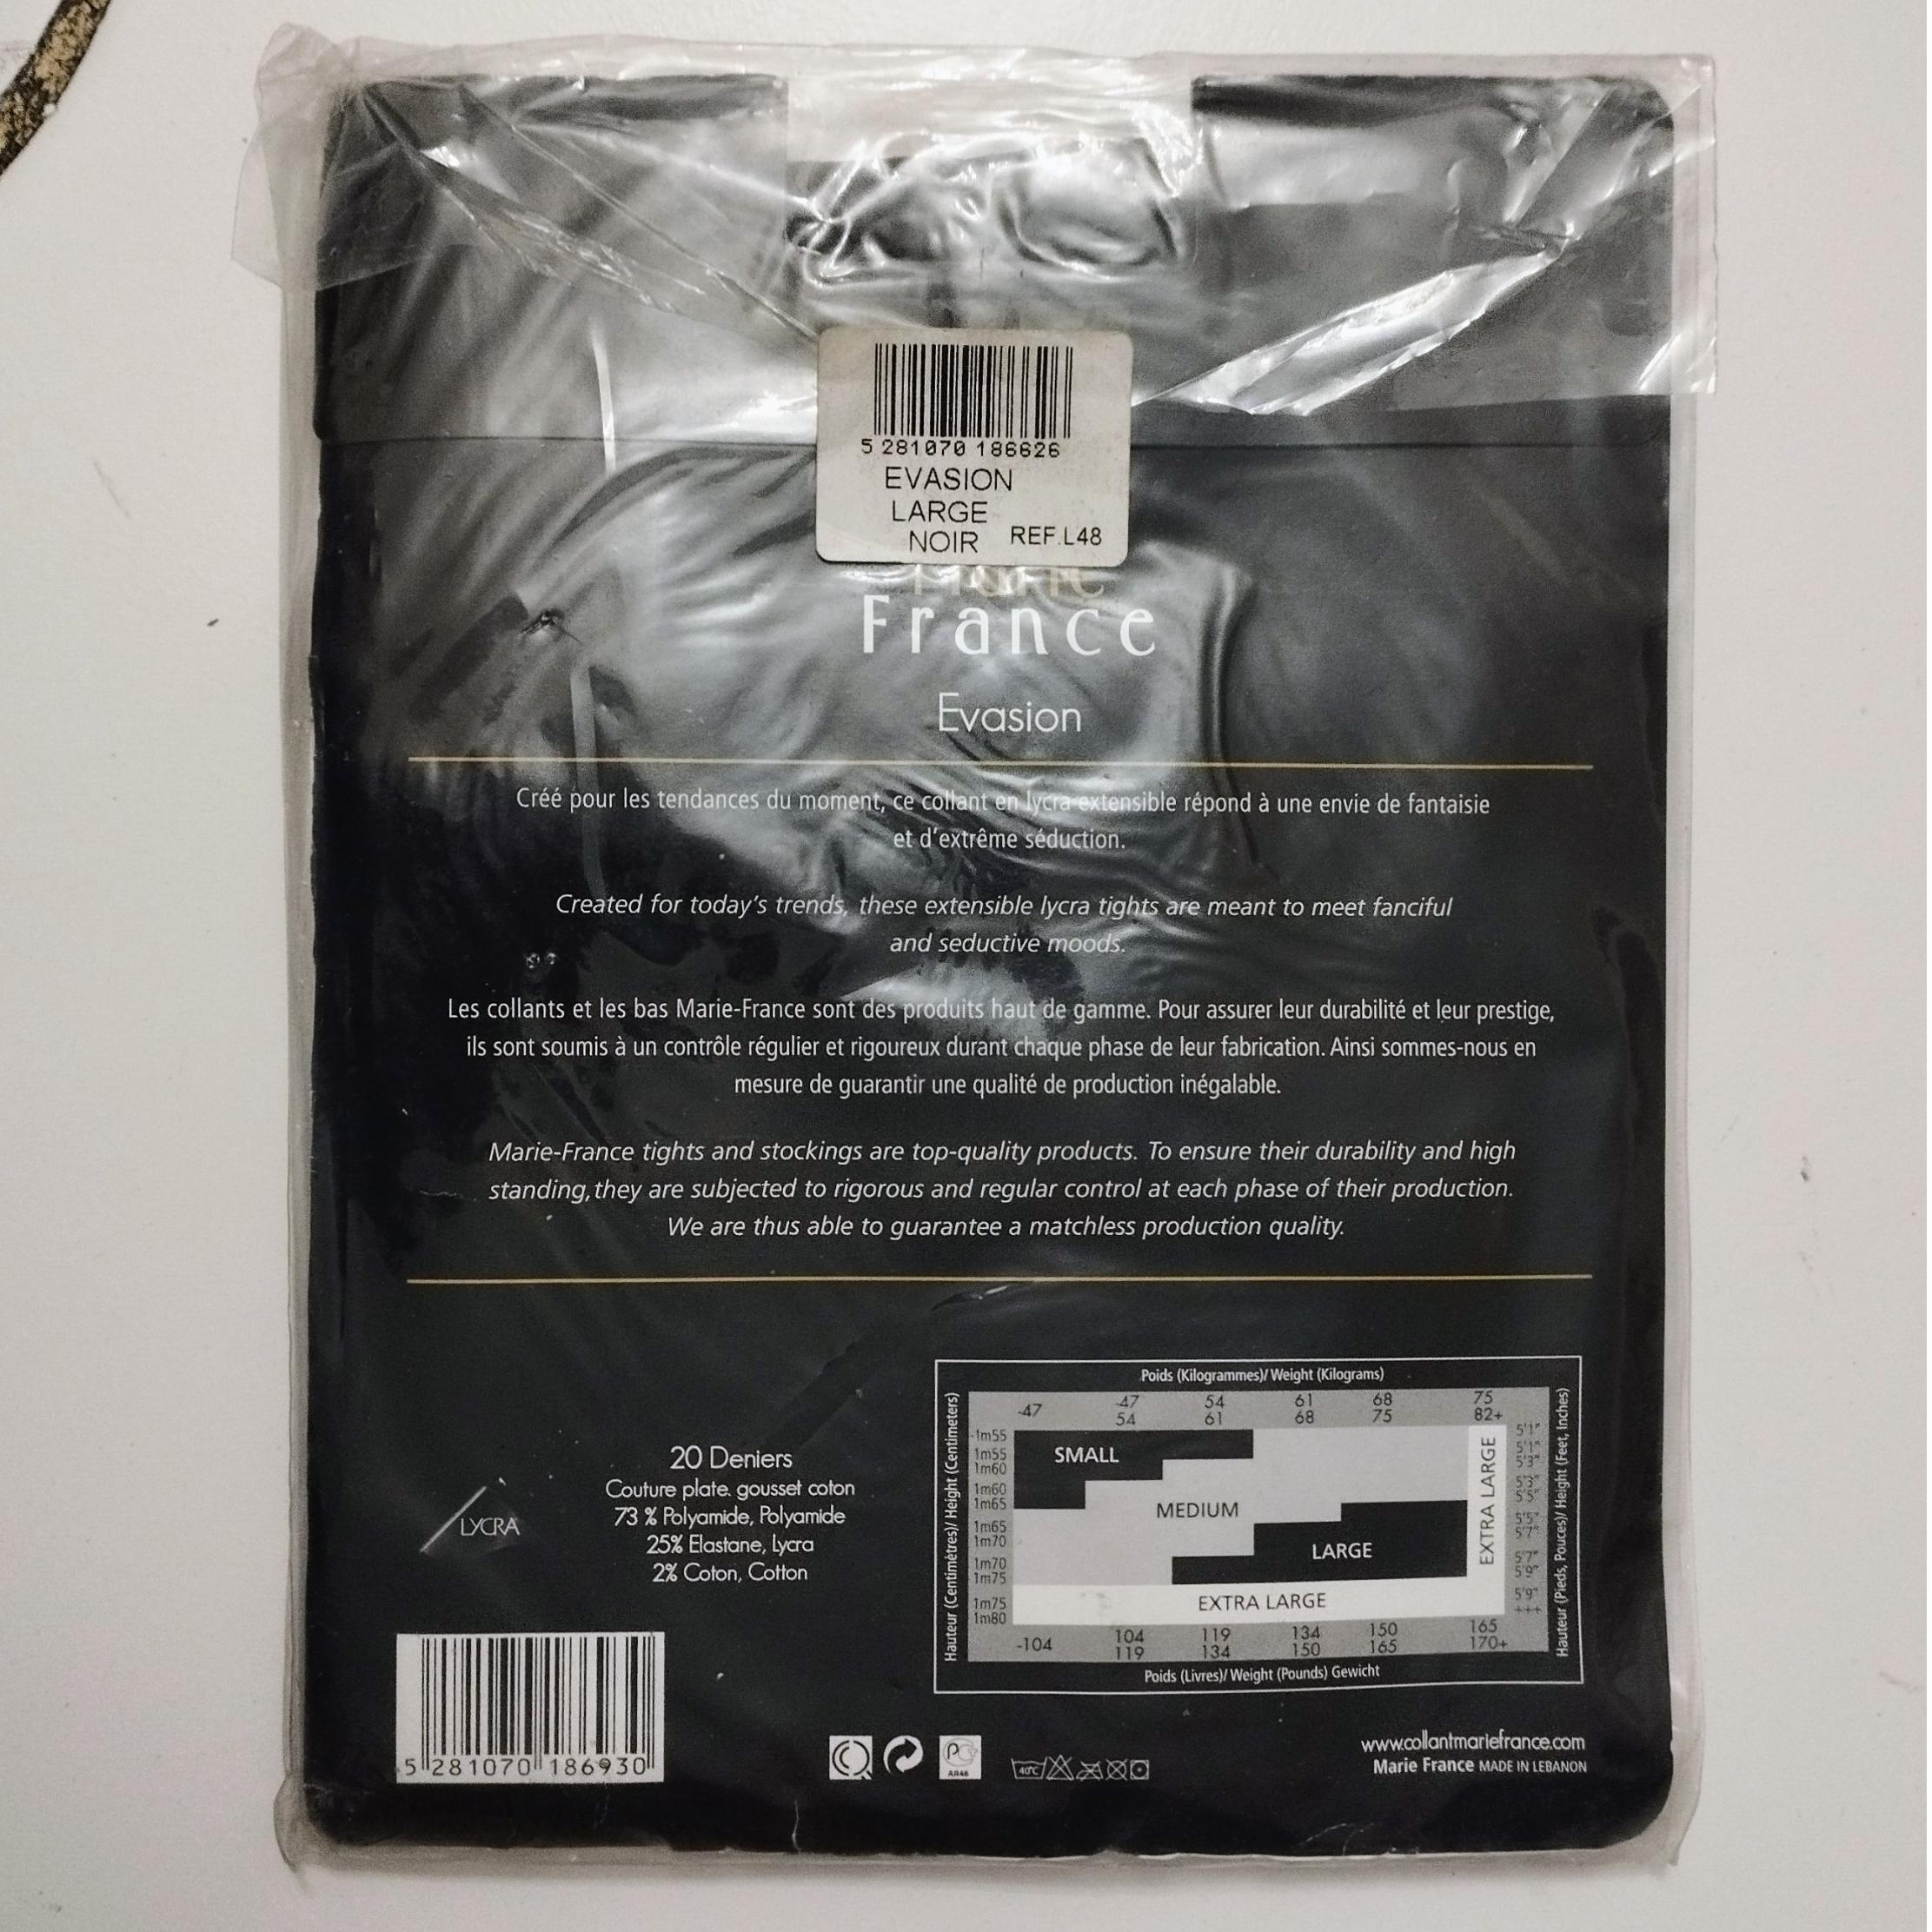 5 281070 186626
EVASION
LARGE
NOIR REF.L48
France
Evasion
Créé pour les tendances du moment, ce collant en lycra extensible répond à une envie de fantaisie
et d'extrême séduction.
Created for today's trends, these extensible lycra tights are meant to meet fanciful
and seductive moods.
Les collants et les bas Marie-France sont des produits haut de gamme. Pour assurer leur durabilité et leur prestige,
ils sont soumis à un contrôle régulier et rigoureux durant chaque phase de leur fabrication. Ainsi sommes-nous en
mesure de guarantir une qualité de production inégalable.
Marie-France tights and stockings are top-quality products. To ensure their durability and high
standing, they are subjected to rigorous and regular control at each phase of their production.
We are thus able to guarantee a matchless production quality.
LYCRA
20 Deniers
Couture plate. gousset coton
73 % Polyamide, Polyamide
25% Elastane, Lycra
2% Coton, Cotton
5 281070 186930
Poids (Kilogrammes)/ Weight (Kilograms)
-47 -47 54 61 68 75
54 61 68 75 82+
Hauteur (Centimètres)/ Height (Centimeters)
-1m55
1m55
1m60
1m60
1m65
1m65
1m70
1m70
1m75
1m75
1m80
SMALL
MEDIUM
LARGE
EXTRA LARGE
EXTRA LARGE
5'1"
5'1"
5'3"
5'3"
5'5"
5'5"
5'7"
5'7"
5'9"
5'9"
+++
Hauteur (Pieds, Pouces)/ Height (Feet, Inches)
-104 104 119 134 150 165
119 134 150 165 170+
Poids (Livres)/ Weight (Pounds) Gewicht
40°C
www.collantmariefrance.com
Marie France MADE IN LEBANON